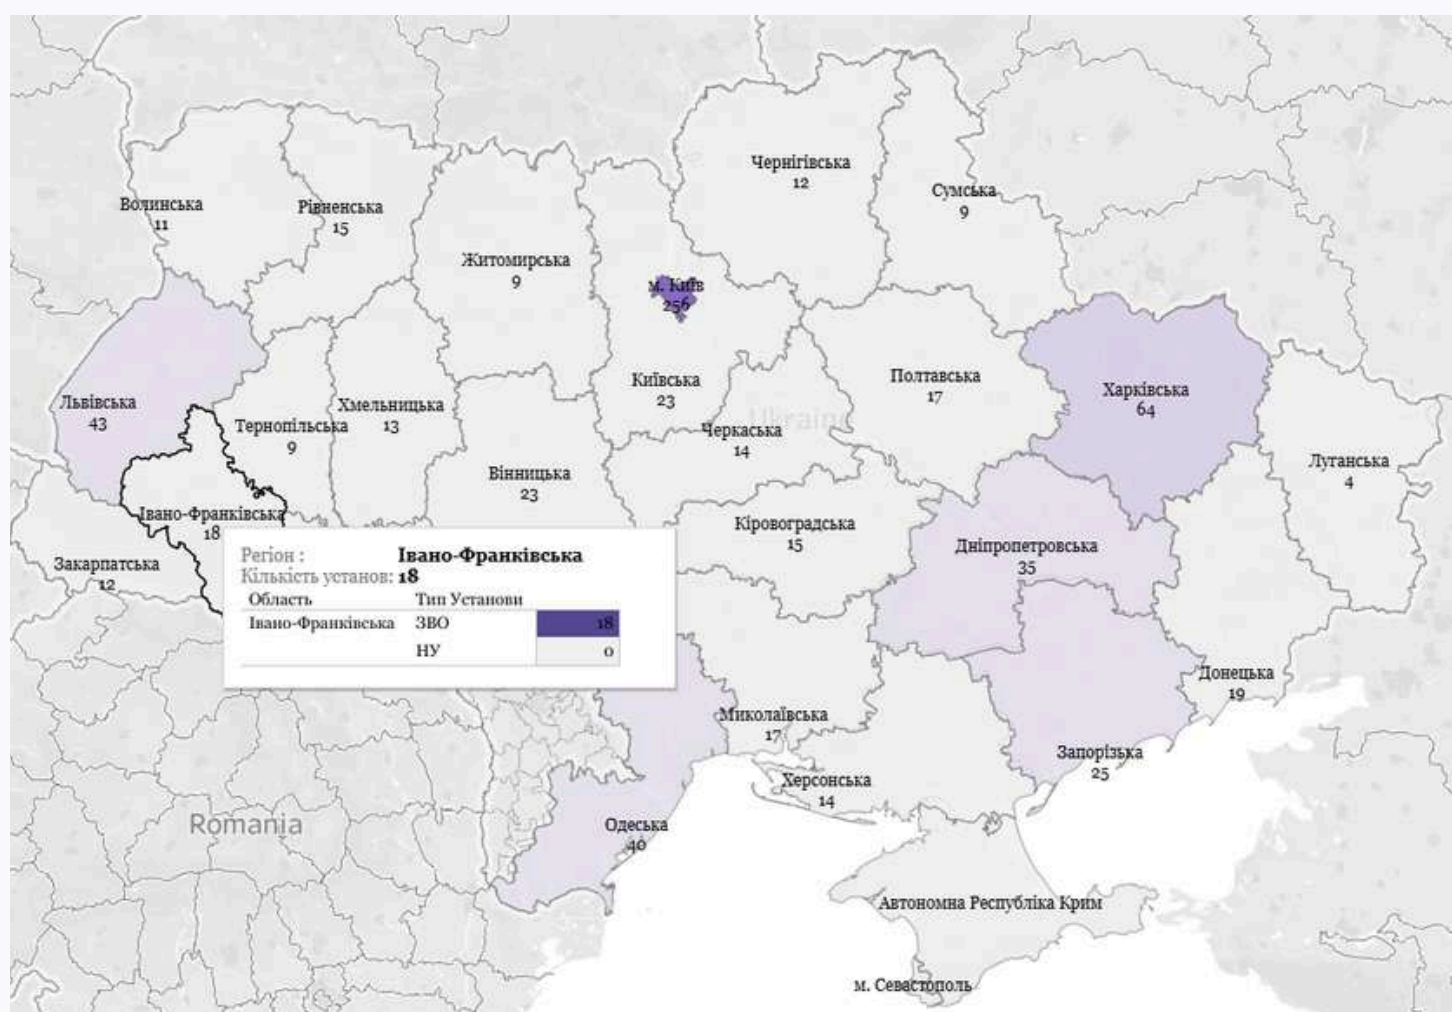 Чернігівська
12
Сумська
9
Волинська
11
Рівненська
15
Житомирська
9
м. Київ
256
Київська
23
Полтавська
17
Харківська
64
Львівська
43
Тернопільська
9
Хмельницька
13
Черкаська
14
Ukraine
Вінницька
23
Луганська
4
Івано-Франківська
18
Кіровоградська
15
Дніпропетровська
35
Закарпатська
12
Регіон : Івано-Франківська
Кількість установ: 18
Область Тип Установи
Івано-Франківська ЗВО 18
НУ 0
Донецька
19
Миколаївська
17
Запорізька
25
Херсонська
14
Romania
Одеська
40
Автономна Республіка Крим
м. Севастополь